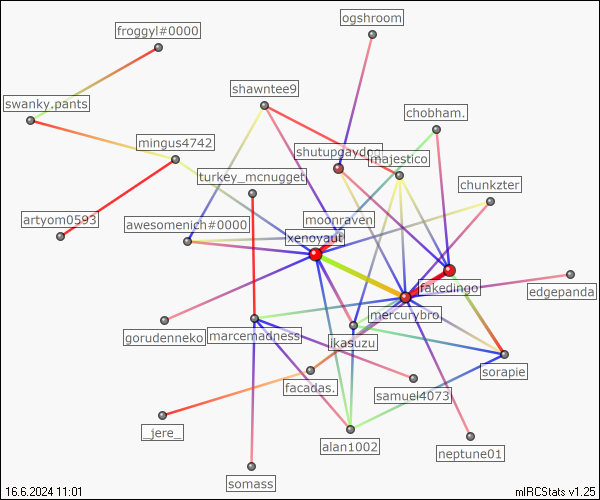 ogshroom
froggyl#0000
shawntee9
swanky.pants
chobham.
mingus4742
shutupgaydog
majestico
turkey_mcnugget
chunkzter
artyom0593
moonraven
awesomenich#0000
xenoyaut
fakedingo
edgepanda
mercurybro
gorudenneko
marcemadness
ikasuzu
sorapie
facadas.
samuel4073
_jere_
alan1002
neptune01
somass
16.6.2024 11:01
mIRCStats v1.25